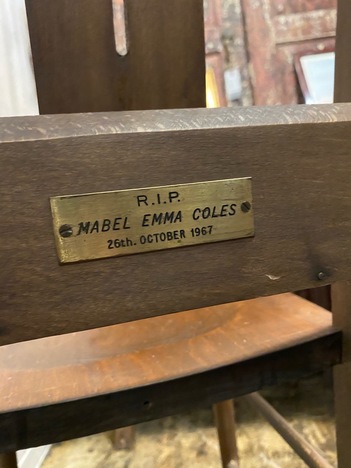 R.I.P.
MABEL EMMA COLES
26th. OCTOBER 1967